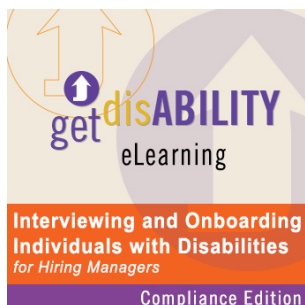 get disABILITY
eLearning
Interviewing and Onboarding
Individuals with Disabilities
for Hiring Managers
Compliance Edition